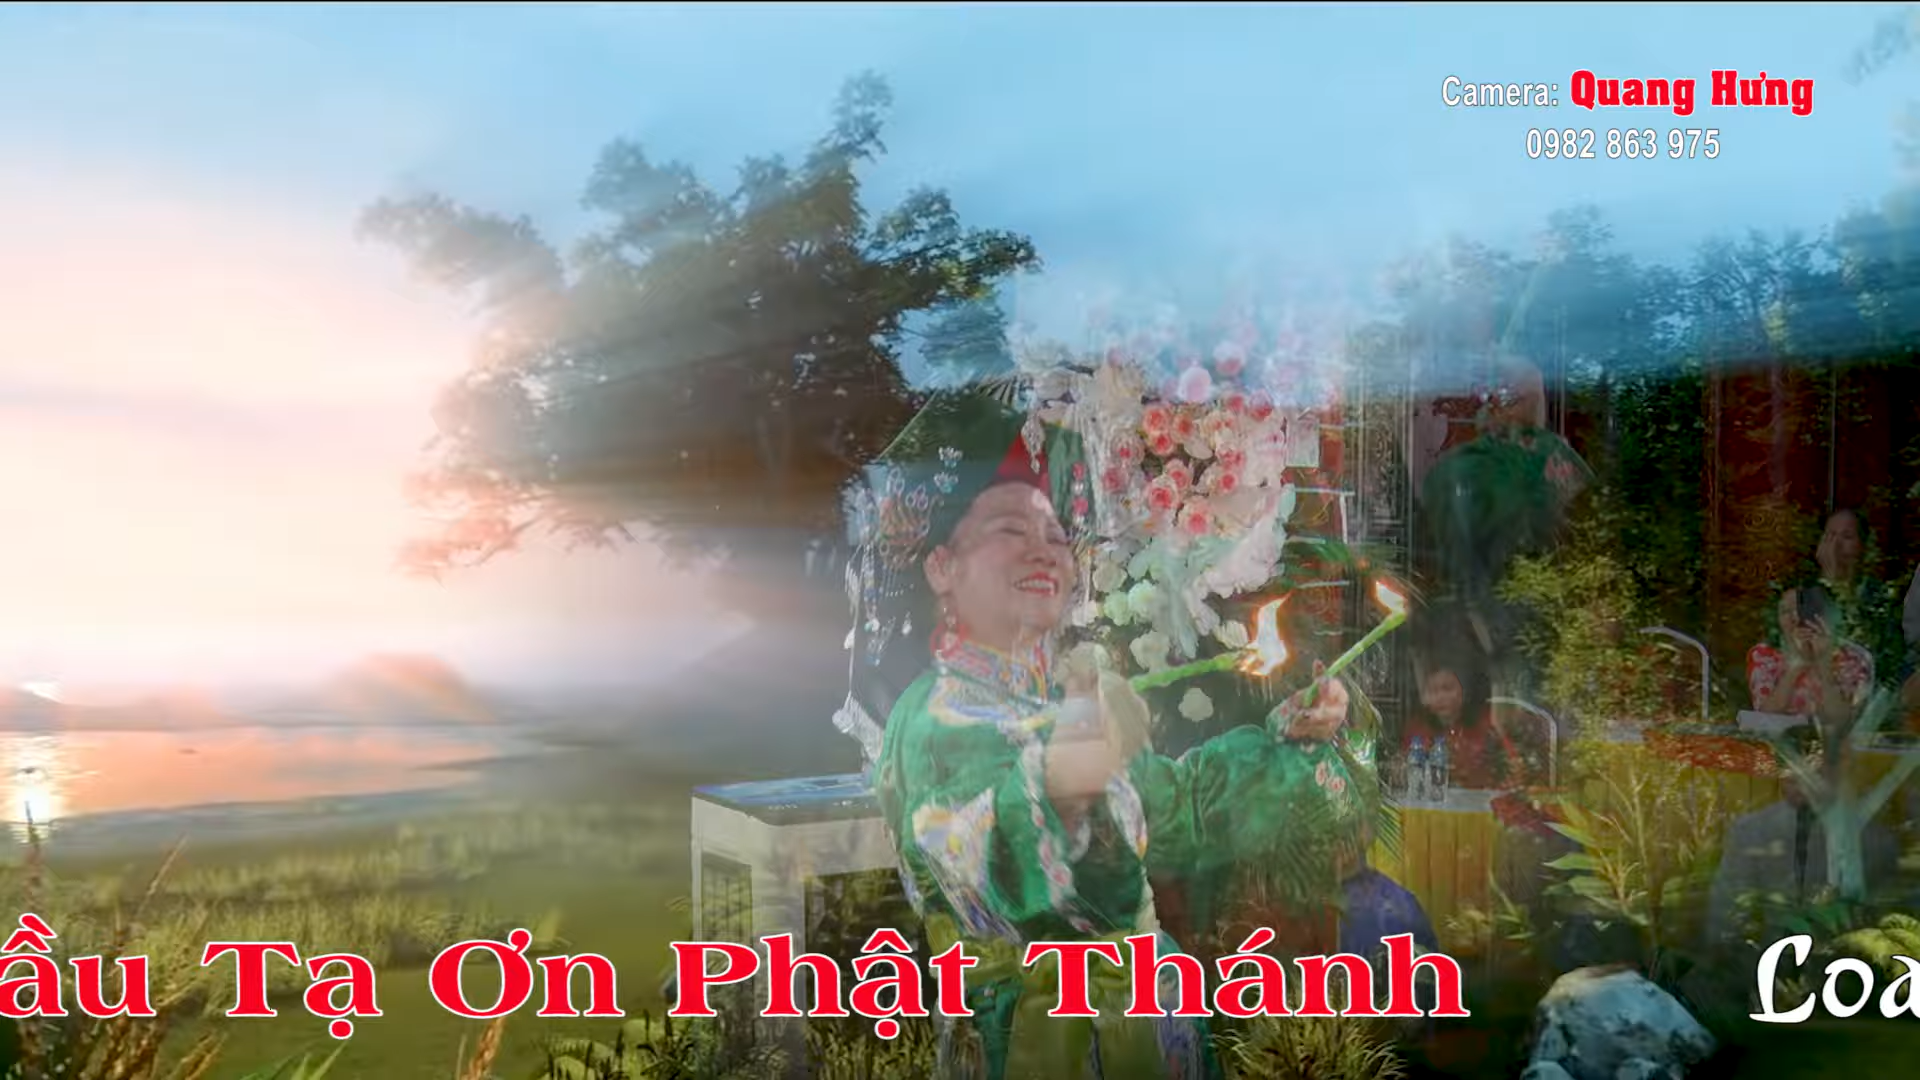 Camera: Quang Hưng
0982 863 975
ầu Tạ Ơn Phật Thánh Loa